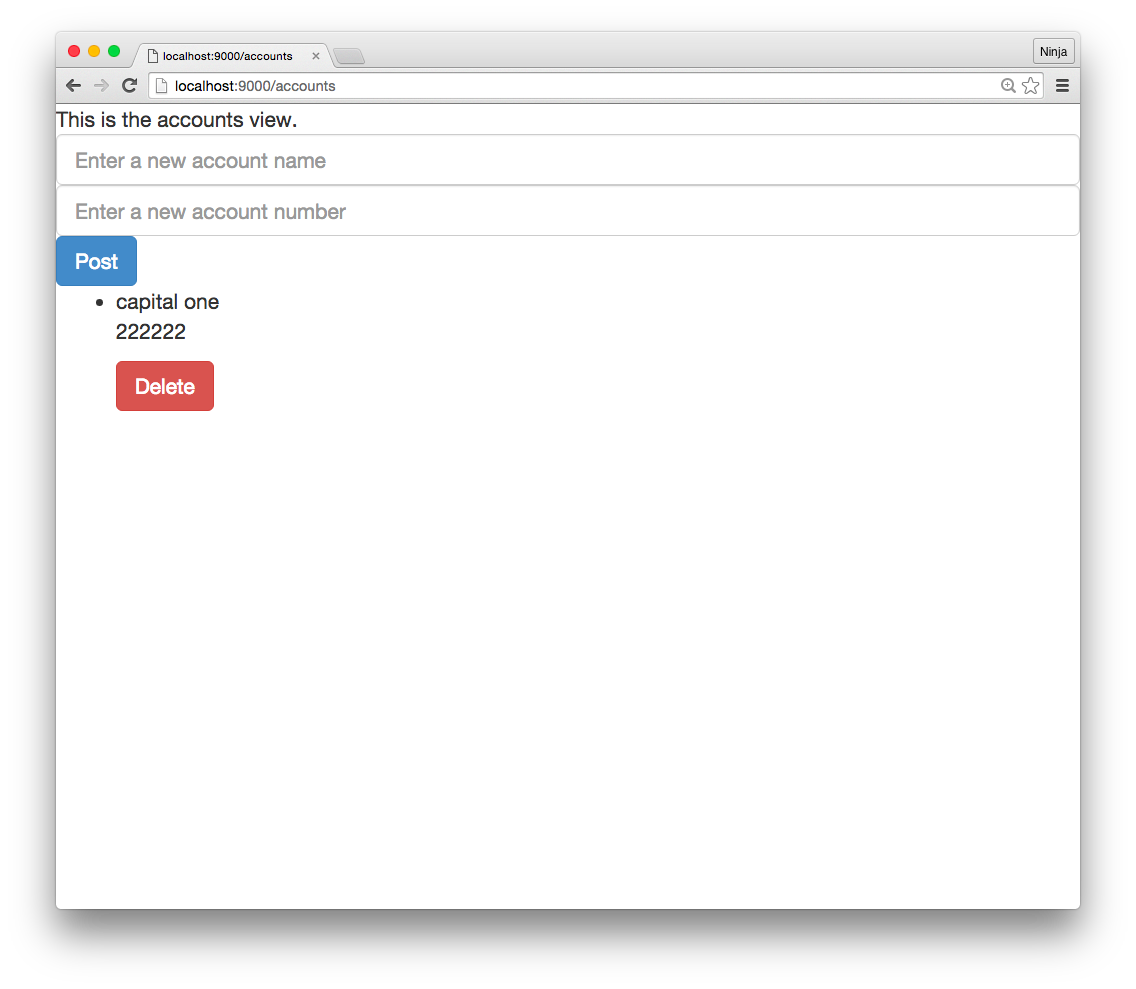 localhost:9000/accounts
Ninja
localhost:9000/accounts
This is the accounts view.
Enter a new account name
Enter a new account number
Post
capital one
222222
Delete